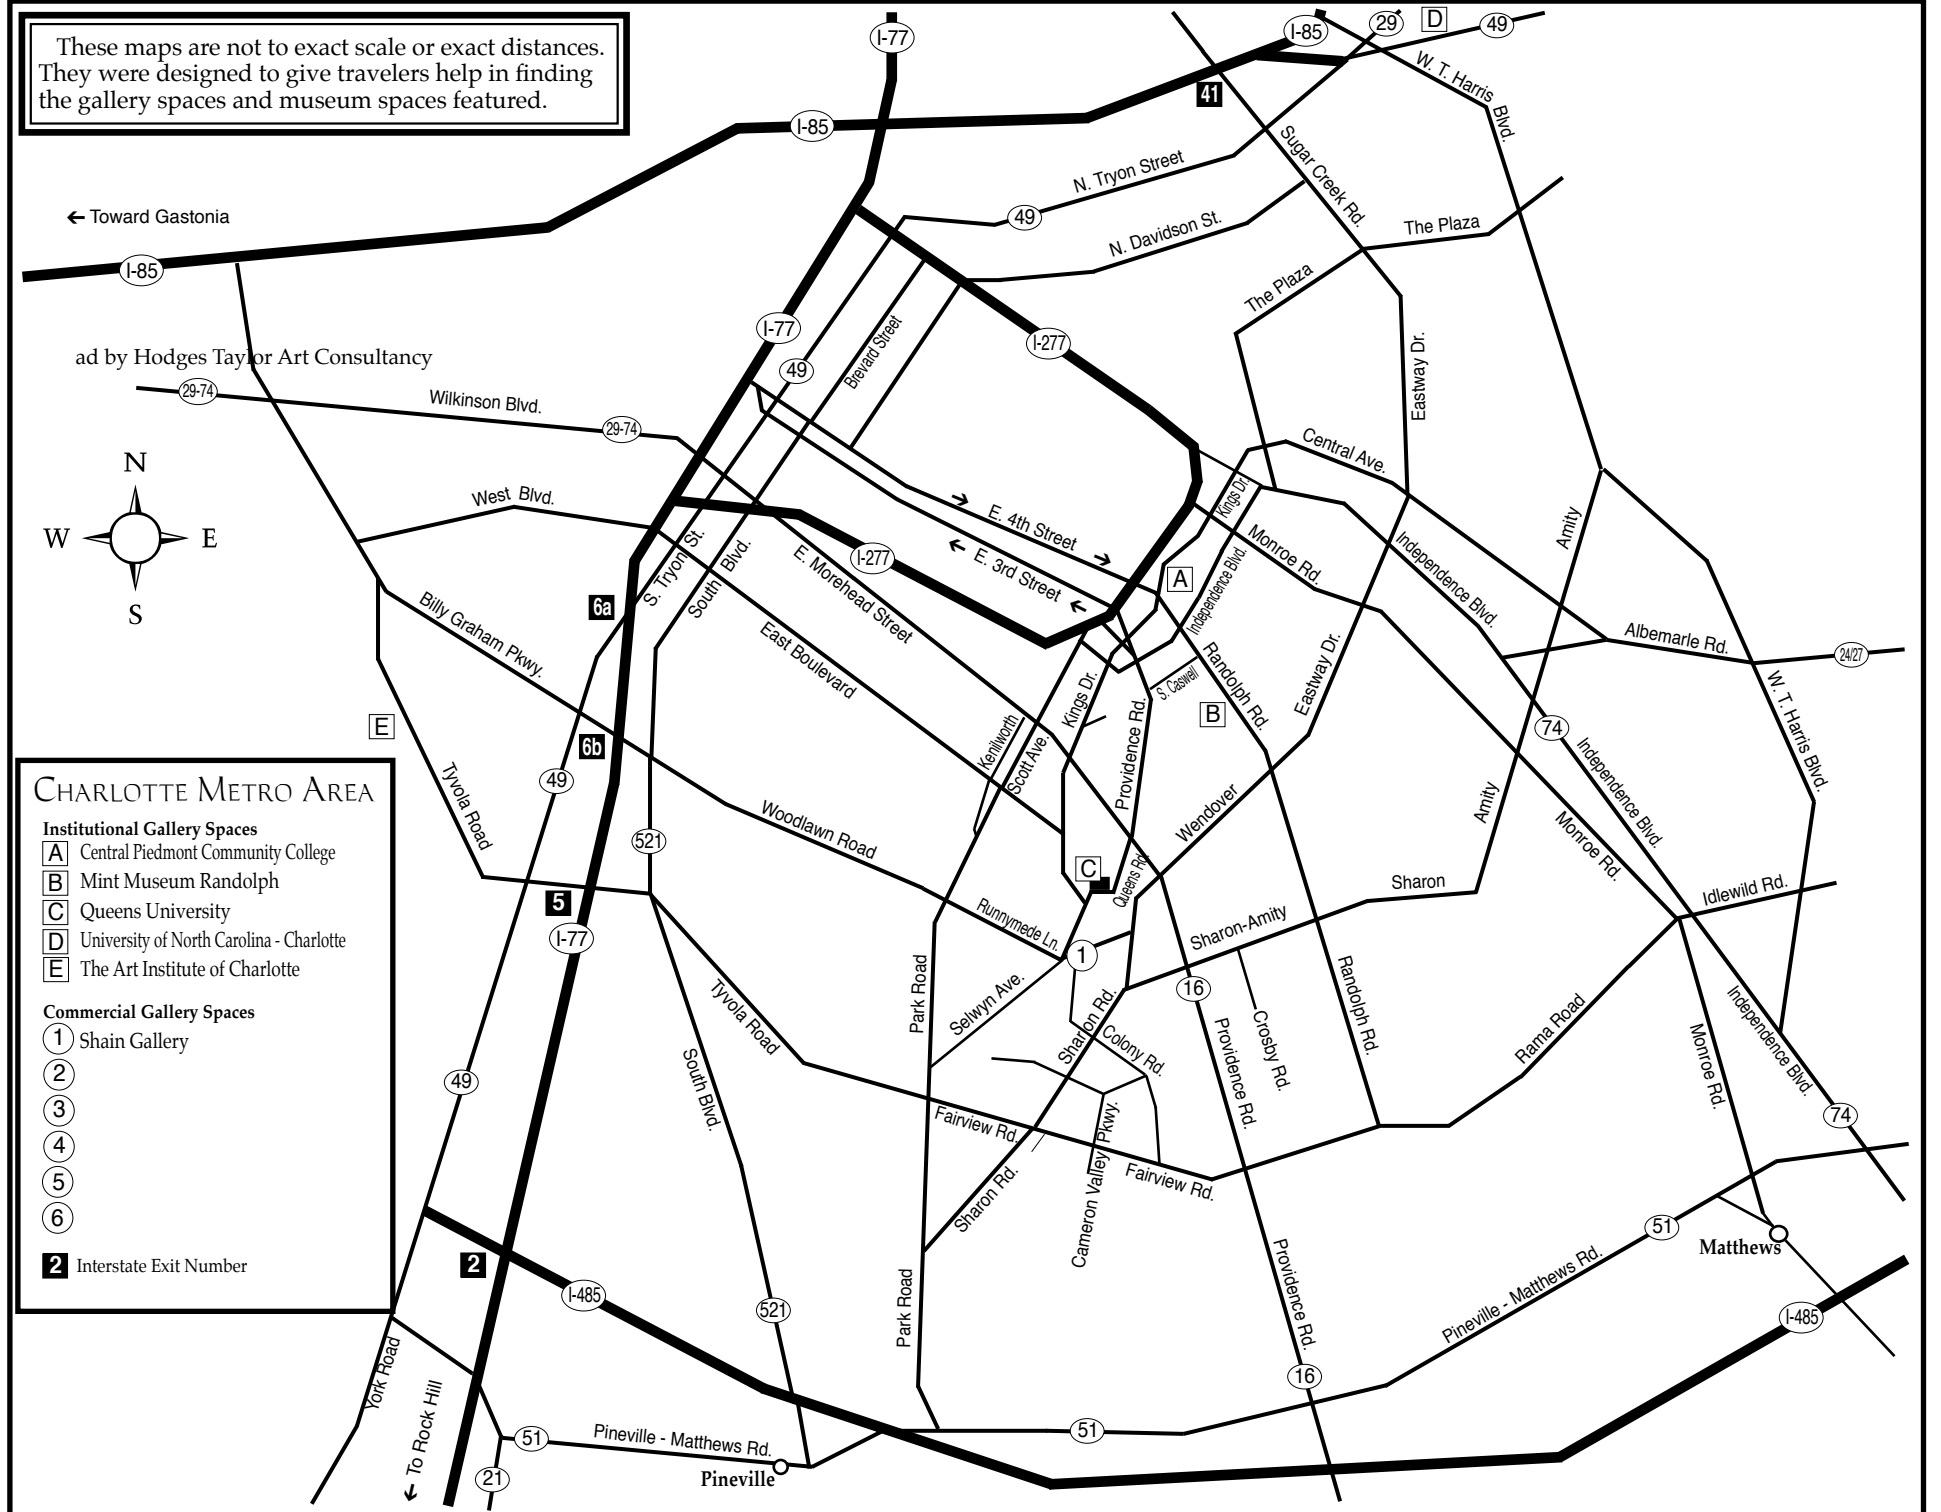 These maps are not to exact scale or exact distances.
They were designed to give travelers help in finding
the gallery spaces and museum spaces featured.
I-77
I-85
29
D
49
W. T. Harris
Blvd.
41
I-85
Sugar Creek Rd.
N. Tryon Street
49
N. Davidson St.
The Plaza
The Plaza
← Toward Gastonia
I-85
I-77
I-277
49
Brevard Street
Eastway Dr.
ad by Hodges Taylor Art Consultancy
29-74
Wilkinson Blvd.
29-74
Central Ave.
N
W
E
S
West Blvd.
Kings Dr.
E. 4th Street
E. 3rd Street
Monroe Rd.
Independence Blvd.
Amity
I-277
S. Tryon St.
South Blvd.
E. Morehead Street
A
Independence Blvd.
6a
Billy Graham Pkwy.
East Boulevard
Randolph Rd.
Eastway Dr.
Albemarle Rd.
24/27
S. Caswell
B
Kings Dr.
W. T. Harris Blvd.
E
6b
Kenilworth
Scott Ave.
Providence Rd.
74
Independence Blvd.
Tyvola Road
49
521
Woodlawn Road
Wendover
Amity
Monroe Rd.
C
Queens Rd.
Sharon
Idlewild Rd.
5
I-77
Runnymede Ln.
Sharon-Amity
1
Park Road
Selwyn Ave.
16
Randolph Rd.
Tyvola Road
Sharon Rd.
Colony Rd.
Crosby Rd.
Providence Rd.
Rama Road
Independence Blvd.
Monroe Rd.
49
South Blvd.
Fairview Rd.
Cameron Valley Pkwy.
74
Fairview Rd.
Sharon Rd.
51
Matthews
2
I-485
521
Park Road
Providence Rd.
Pineville - Matthews Rd.
I-485
16
York Road
To Rock Hill
←
51
Pineville - Matthews Rd.
51
Pineville
21
CHARLOTTE METRO AREA
Institutional Gallery Spaces
A Central Piedmont Community College
B Mint Museum Randolph
C Queens University
D University of North Carolina - Charlotte
E The Art Institute of Charlotte
Commercial Gallery Spaces
1 Shain Gallery
2
3
4
5
6
2 Interstate Exit Number